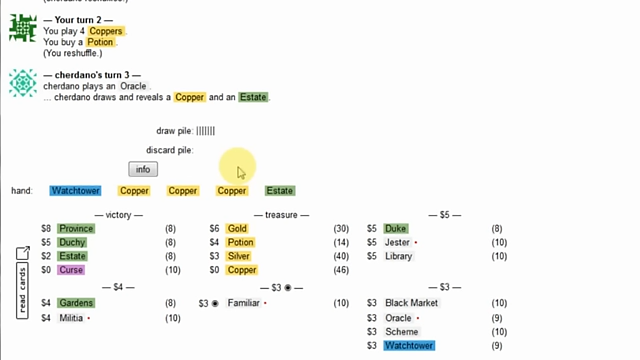 — Your turn 2 —
You play 4 Coppers.
You buy a Potion.
(You reshuffle.)
— cherdano's turn 3 —
cherdano plays an Oracle.
... cherdano draws and reveals a Copper and an Estate.
draw pile: |||||||
discard pile:
info
hand: Watchtower Copper Copper Copper Estate
— victory —
$8 Province (8)
$5 Duchy (8)
$2 Estate (8)
$0 Curse (10)
— treasure —
$6 Gold (30)
$4 Potion (14)
$3 Silver (40)
$0 Copper (46)
— $5 —
$5 Duke (8)
$5 Jester (10)
$5 Library (10)
read cards
— $4 —
$4 Gardens (8)
$4 Militia (10)
— $3 ◉ —
$3 ◉ Familiar (10)
— $3 —
$3 Black Market (10)
$3 Oracle (9)
$3 Scheme (10)
$3 Watchtower (9)